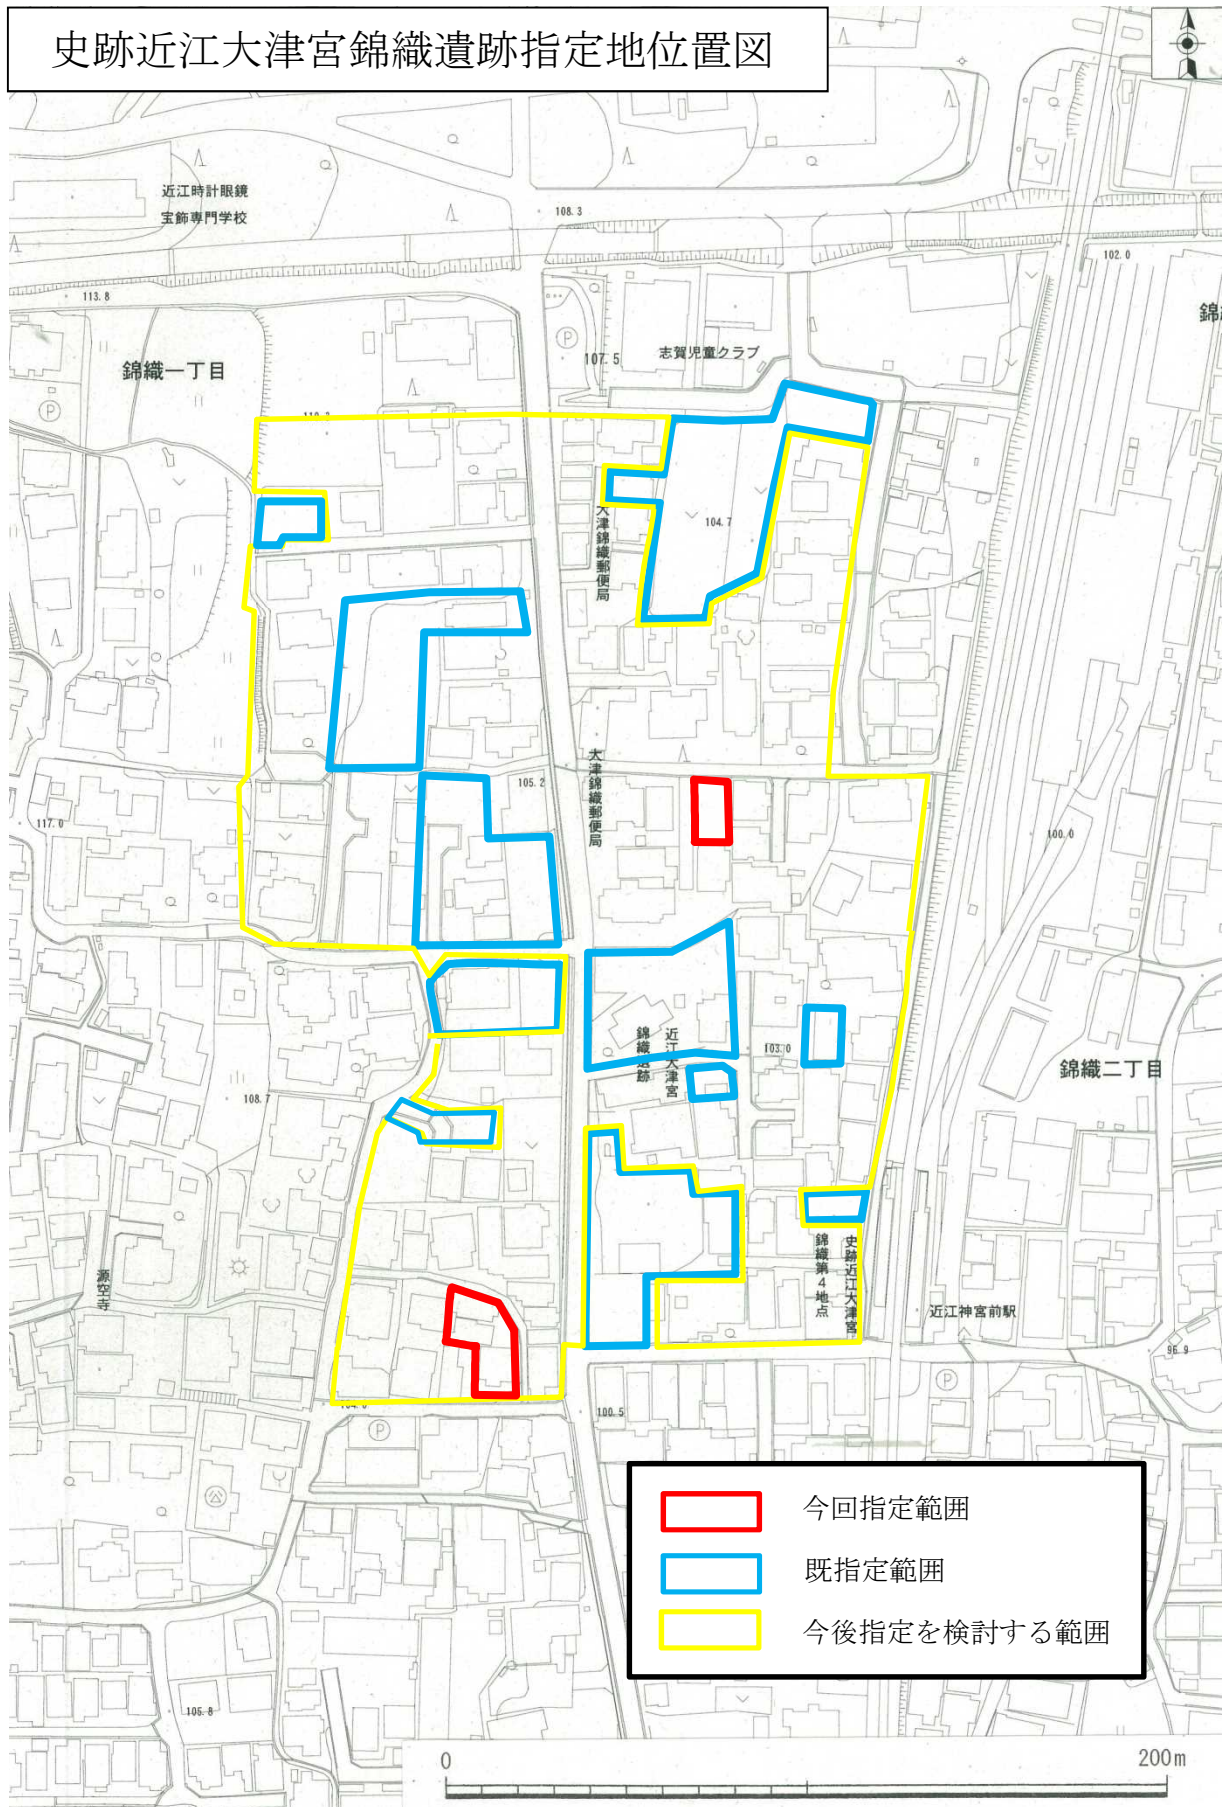 史跡近江大津宮錦織遺跡指定地位置図
近江時計眼鏡
宝飾専門学校
108.3
102.0
113.8
107.5
志賀児童クラブ
錦織一丁目
104.7
大津錦織郵便局
105.2
大津錦織郵便局
117.0
100.0
近江大津宮
錦織遺跡
103.0
錦織二丁目
108.7
源空寺
史跡近江大津宮
錦織第4地点
近江神宮前駅
96.9
100.5
今回指定範囲
既指定範囲
今後指定を検討する範囲
105.8
0
200m